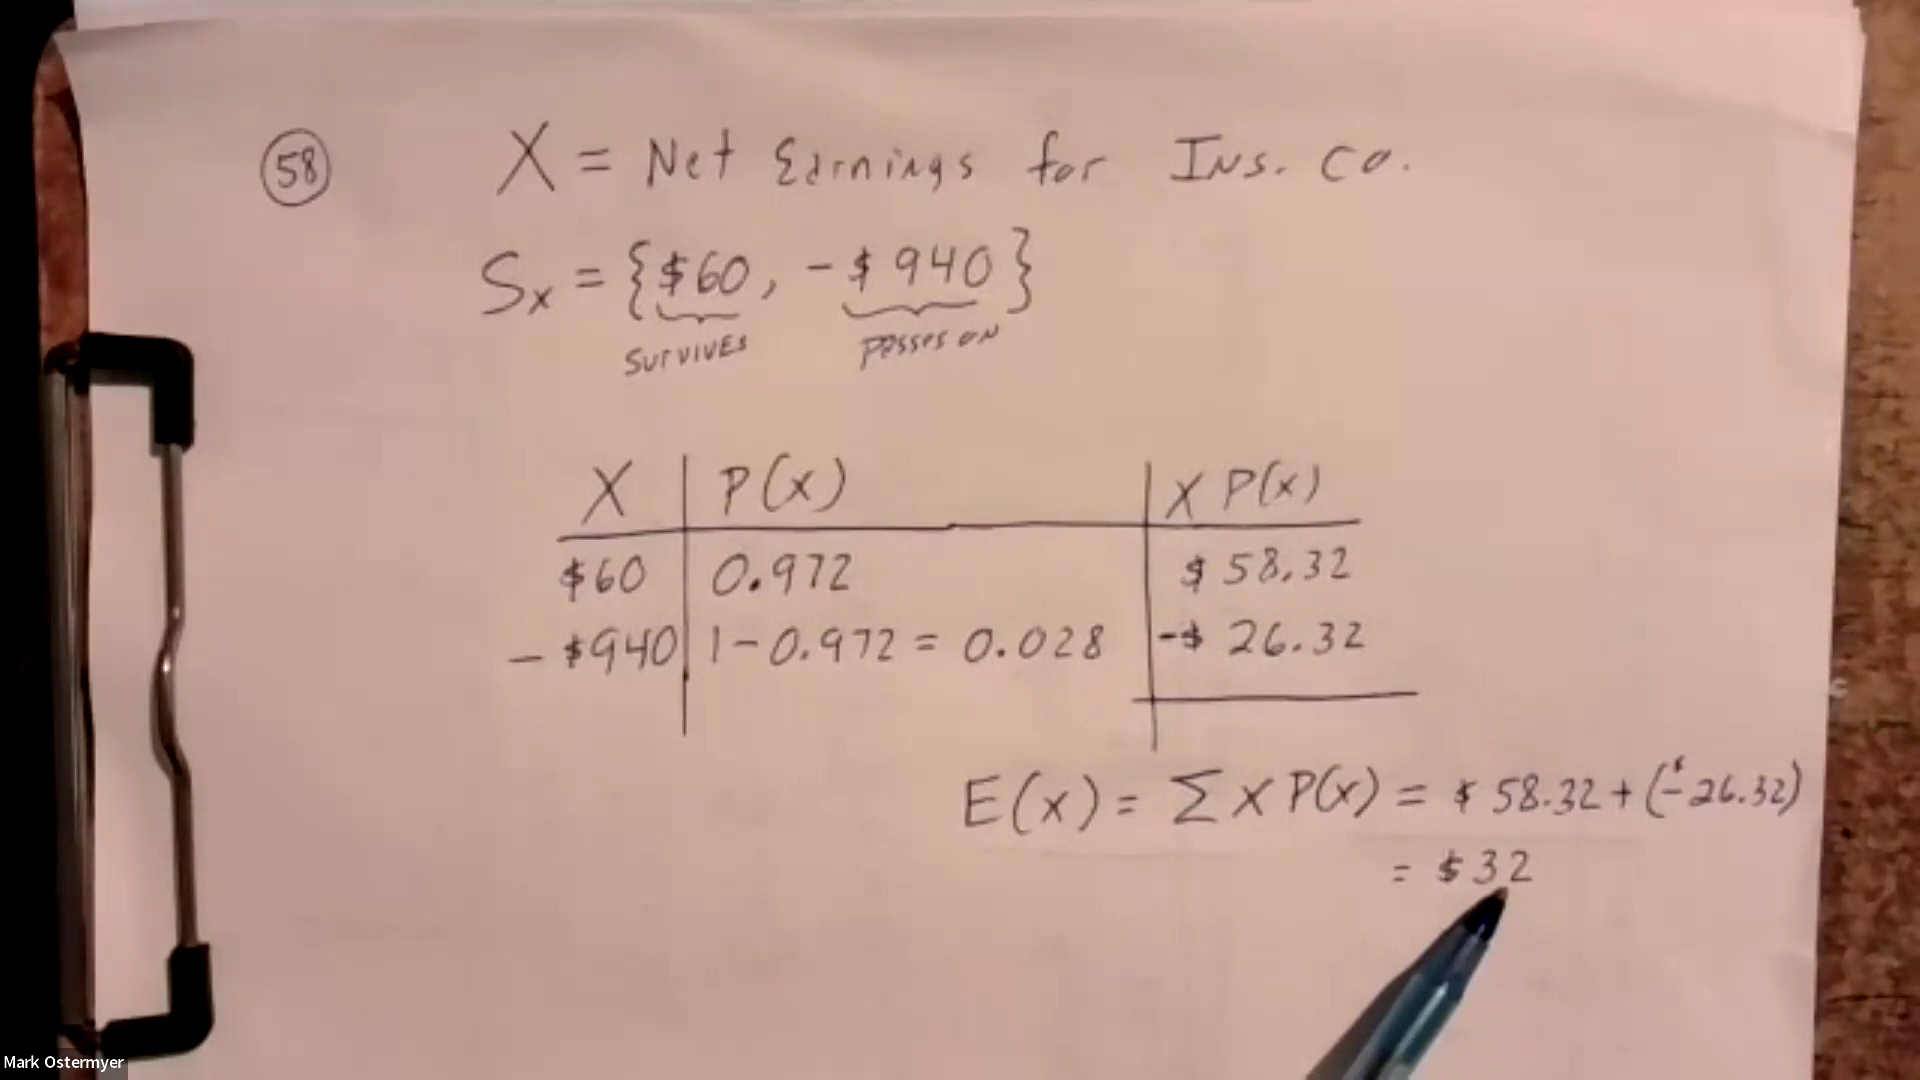 58 X = Net Earnings for Ins. Co.
Sx = {$60, -$940}
SURVIVES passes on
X P(x) X P(x)
$60 0.972 $58.32
-$940 1-0.972 = 0.028 -$26.32
E(x) = Σ X P(x) = $58.32 + (-$26.32)
= $32
Mark Ostermyer